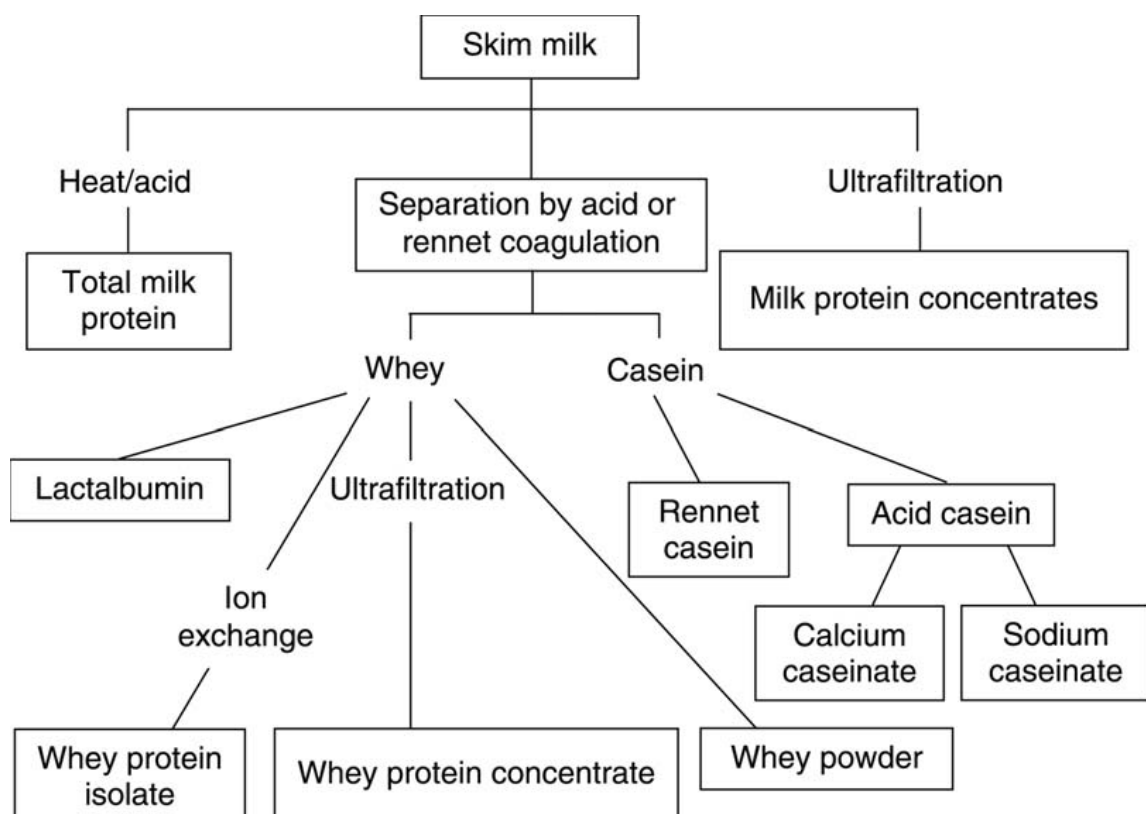 Skim milk
Heat/acid
Separation by acid or
rennet coagulation
Ultrafiltration
Total milk
protein
Milk protein concentrates
Whey
Casein
Lactalbumin
Ultrafiltration
Rennet
casein
Acid casein
Ion
exchange
Calcium
caseinate
Sodium
caseinate
Whey protein
isolate
Whey protein concentrate
Whey powder